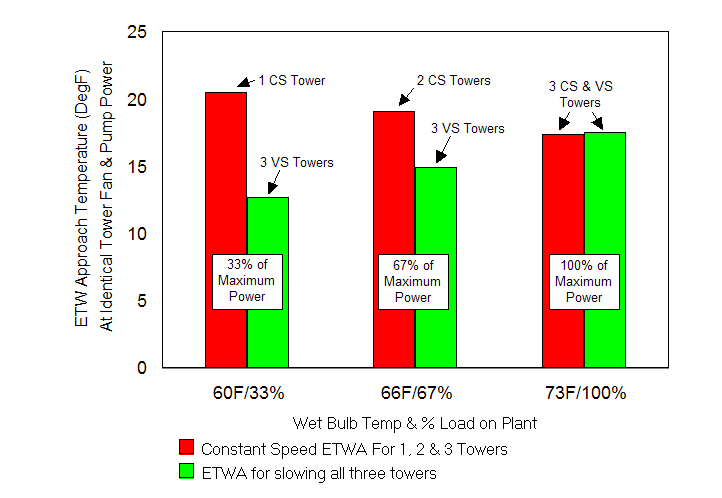 25
20
15
10
5
0
ETW Approach Temperature (DegF)
At Identical Tower Fan & Pump Power
1 CS Tower
3 VS Towers
2 CS Towers
3 VS Towers
3 CS & VS
Towers
33% of
Maximum
Power
67% of
Maximum
Power
100% of
Maximum
Power
60F/33%
66F/67%
73F/100%
Wet Bulb Temp & % Load on Plant
Constant Speed ETWA For 1, 2 & 3 Towers
ETWA for slowing all three towers